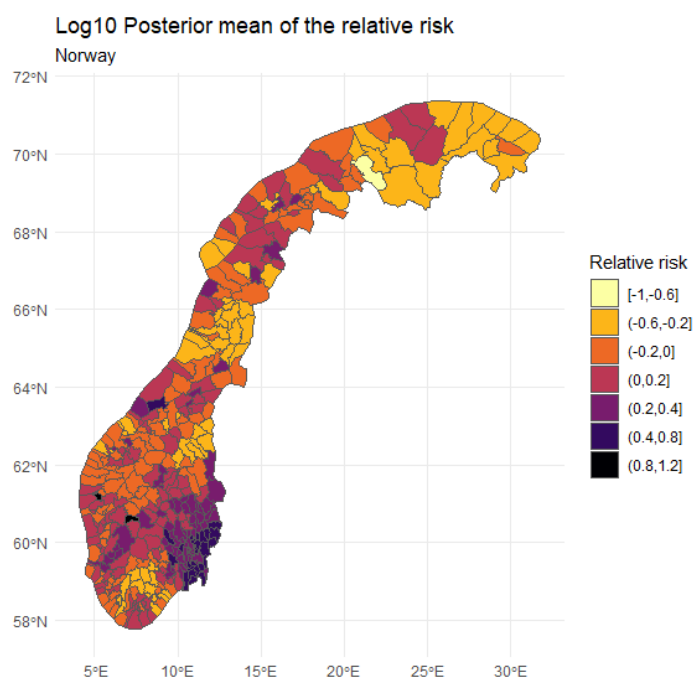 Log10 Posterior mean of the relative risk
Norway
72°N
70°N
68°N
66°N
64°N
62°N
60°N
58°N
5°E 10°E 15°E 20°E 25°E 30°E
Relative risk
[-1,-0.6]
(-0.6,-0.2]
(-0.2,0]
(0,0.2]
(0.2,0.4]
(0.4,0.8]
(0.8,1.2]